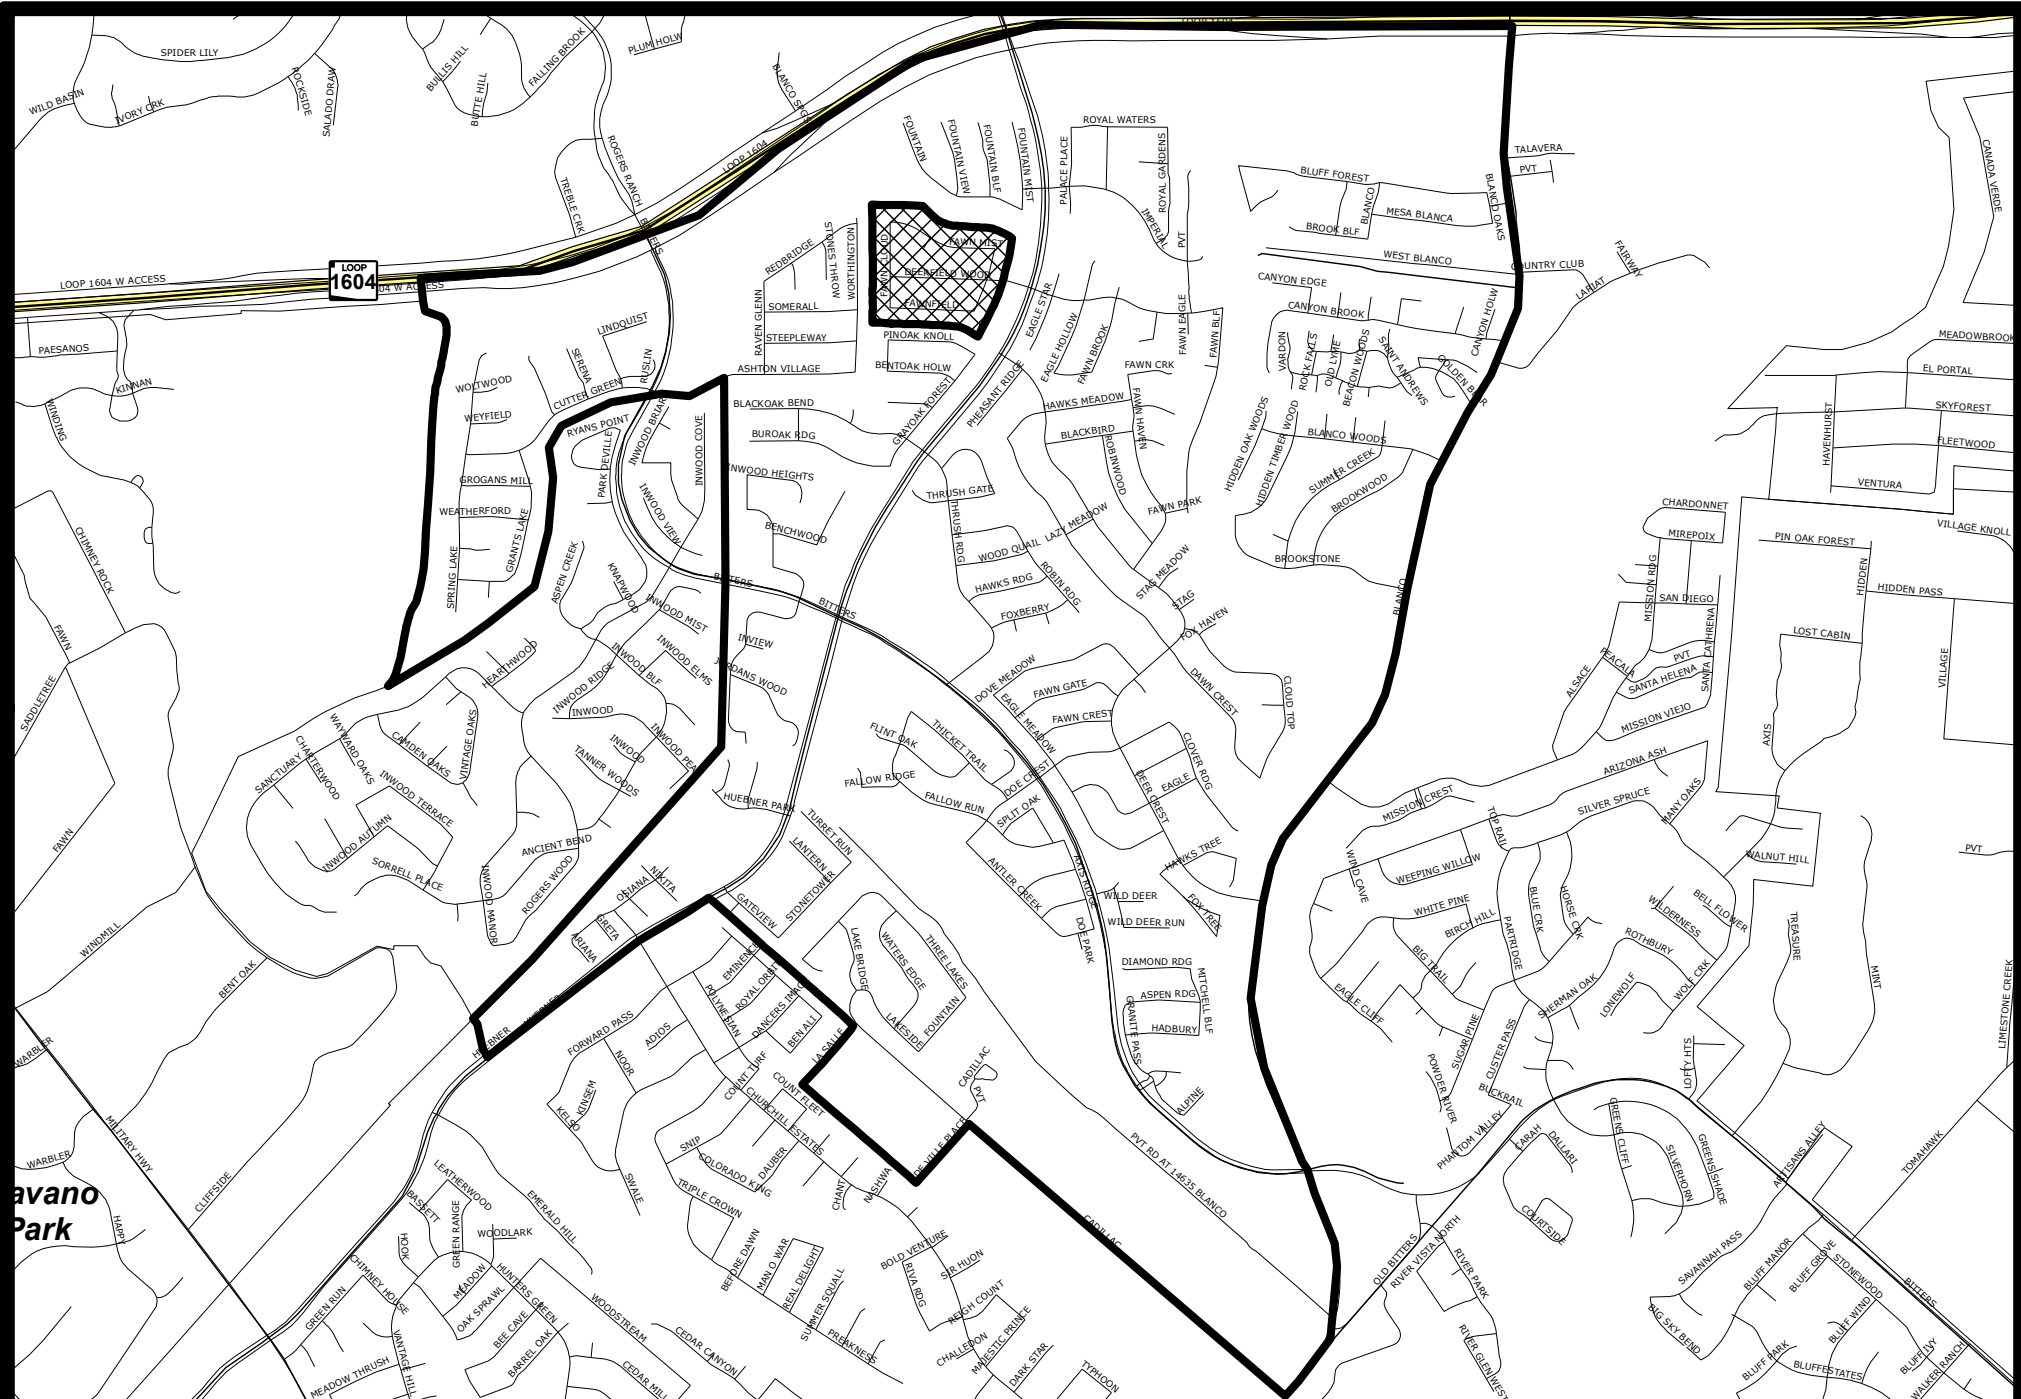 LOOP 1604
SPIDER LILY
PLUM HOLW
FALLING BROOK
BULLIS HILL
BUTTE HILL
ROCKSIDE
SALADO DRAW
WILD BASIN
IVORY CRK
BLANCO SPGS
ROGERS RANCH
LOOP 1604
TREBLE CRK
BITTERS
FOUNTAIN
FOUNTAIN VIEW
FOUNTAIN BLF
FOUNTAIN MIST
ROYAL WATERS
PALACE PLACE
ROYAL GARDENS
IMPERIAL
PVT
TALAVERA
PVT
BLUFF FOREST
BLANCO
BLANCO OAKS
MESA BLANCA
BROOK BLF
WEST BLANCO
COUNTRY CLUB
FAIRWAY
LARIAT
CANADA VERDE
LOOP 1604 W ACCESS
LOOP
1604
04 W ACCESS
REDBRIDGE
STONES THROW
WORTHINGTON
FAWN CLOUD
FAWN MIST
DEERFIELD WOOD
FAWNFIELD
RAVEN GLENN
SOMERALL
STEEPLEWAY
PINOAK KNOLL
BENTOAK HOLW
ASHTON VILLAGE
EAGLE STAR
EAGLE HOLLOW
FAWN BROOK
FAWN EAGLE
FAWN BLF
FAWN CRK
CANYON EDGE
CANYON BROOK
CANYON HOLW
VARDON
ROCK FALLS
OLD LYME
BEACON WOODS
SAINT ANDREWS
MEADOWBROOK
EL PORTAL
SKYFOREST
FLEETWOOD
HAVENHURST
VENTURA
VILLAGE KNOLL
PAESANOS
KINNAN
WINDING
LINDQUIST
SERENA
RUSLIN
WOLTWOOD
CUTTER GREEN
WEYFIELD
RYANS POINT
PARK DEVILLE
INWOOD BRIAR
INWOOD COVE
BLACKOAK BEND
BUROAK RDG
GRAYOAK FOREST
PHEASANT RIDGE
HAWKS MEADOW
FAWN HAVEN
BLACKBIRD
ROBINWOOD
HIDDEN OAK WOODS
HIDDEN TIMBER WOOD
BLANCO WOODS
SUMMER CREEK
BROOKWOOD
BROOKSTONE
BLANCO
GROGANS MILL
WEATHERFORD
SPRING LAKE
GRANTS LAKE
INWOOD HEIGHTS
BENCHWOOD
INWOOD VIEW
THRUSH GATE
THRUSH RDG
WOOD QUAIL
LAZY MEADOW
FAWN PARK
HAWKS RDG
ROBIN RDG
FOXBERRY
STAG MEADOW
STAG
FOX HAVEN
CHARDONNET
MIREPOIX
MISSION RDG
SAN DIEGO
SANTA CATHRENA
PIN OAK FOREST
HIDDEN
HIDDEN PASS
LOST CABIN
AXIS
VILLAGE
CHIMNEY ROCK
FAWN
SADDLETREE
ASPEN CREEK
KNAPWOOD
BITTERS
BITTERS
INWOOD MIST
INWOOD ELMS
INVIEW
JORDANS WOOD
HEARTHWOOD
INWOOD RIDGE
INWOOD BLF
INWOOD
DOVE MEADOW
EAGLE MEADOW
FAWN GATE
FAWN CREST
DAWN CREST
CLOUD TOP
PEACALA
PVT
SANTA HELENA
ALSACE
MISSION VIEJO
WAYWARD OAKS
CAMDEN OAKS
VINTAGE OAKS
SANCTUARY
CHARTERWOOD
INWOOD TERRACE
INWOOD AUTUMN
SORRELL PLACE
INWOOD
TANNER WOODS
HUEBNER PARK
FLINT OAK
THICKET TRAIL
FALLOW RIDGE
FALLOW RUN
DOE CREST
SPLIT OAK
DEER CREST
CLOVER RDG
EAGLE
HAWKS TREE
ARIZONA ASH
MISSION CREST
SILVER SPRUCE
MANY OAKS
TOP RAIL
WALNUT HILL
PVT
FAWN
ANCIENT BEND
ROGERS WOOD
INWOOD MANOR
OSIANA
NIKITA
GRETA
ARIANA
TURRET RUN
LANTERN
STONETOWER
GATEVIEW
ANTLER CREEK
AXIS RIDGE
DOE PARK
WILD DEER
WILD DEER RUN
FOX TREE
WIND CAVE
WEEPING WILLOW
WHITE PINE
BIRCH HILL
BIG TRAIL
PARTRIDGE
BLUE CRK
HORSE CRK
WILDERNESS
BELL FLOWER
ROTHBURY
WOLF CRK
LONEWOLF
SHERMAN OAK
TREASURE
MINT
LIMESTONE CREEK
WINDMILL
BENT OAK
EMINENCE
ROYAL ORBIT
DANCERS IMAGE
BEN ALI
POLYNESIAN
LAKE BRIDGE
WATERS EDGE
THREE LAKES
LAKESIDE
FOUNTAIN
DIAMOND RDG
ASPEN RDG
HADBURY
MITCHELL BLF
GRANITE PASS
ALPINE
EAGLE CLIFF
SUGAR PINE
CUSTER PASS
POWDER RIVER
BUCKRAIL
PHANTOM VALLEY
LOFTY HTS
WARBLER
MILITARY HWY
HUEBNER
HUEBNER
FORWARD PASS
ADIOS
NOOR
KINSEM
KELSO
SWALE
LA SALLE
COUNT TURF
COUNT FLEET
CHURCHILL ESTATES
CADILLAC
PVT
DE VILLE PLACE
PVT RD AT 14635 BLANCO
CADILLAC
CARAH
DALLARI
COURTSIDE
GREENS CLIFF
SILVERHORN
GREENSHADE
ARTISANS ALLEY
TOMAHAWK
WARBLER
avano
Park
HAPPY
CLIFFSIDE
LEATHERWOOD
BASSETT
GREEN RANGE
WOODLARK
EMERALD HILL
HOOK
SNIP
COLORADO KING
DAUBER
TRIPLE CROWN
CHANT
NASHWA
BEFORE DAWN
MAN O WAR
REAL DELIGHT
SUMMER SQUALL
PREAKNESS
BOLD VENTURE
SIR HUON
RIVA RDG
REIGH COUNT
CHALLEDON
MAJESTIC PRINCE
DARK STAR
TYPHOON
OLD BITTERS
RIVER VISTA NORTH
RIVER PARK
RIVER GLEN WEST
SAVANNAH PASS
BLUFF MANOR
BLUFF GROVE
STONEWOOD
BITTERS
BIG SKY BEND
BLUFF PARK
BLUFF WIND
BLUFFESTATES
BLUFF IVY
WALKER RANCH
CHIMNEY HOUSE
GREEN RUN
MEADOW
OAK SPRAWL
HUNTERS GREEN
BEE CAVE
BARREL OAK
WOODSTREAM
VANTAGE HILL
MEADOW THRUSH
CEDAR MILL
CEDAR CANYON